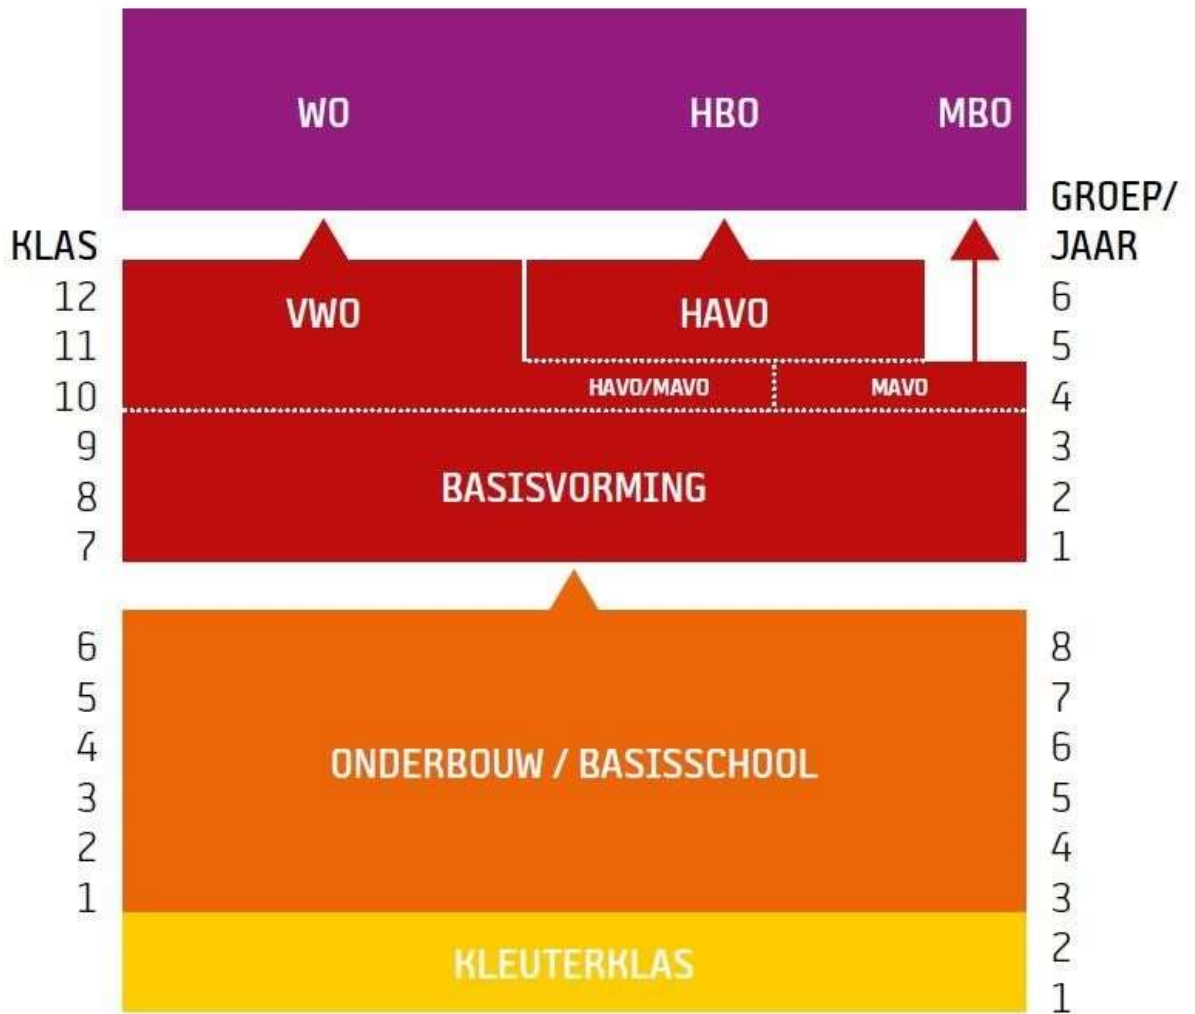 WO HBO MBO
GROEP/
JAAR
KLAS
12 VWO HAVO 6
11 5
10 HAVO/MAVO MAVO 4
9 3
8 BASISVORMING 2
7 1
6 8
5 7
4 ONDERBOUW / BASISSCHOOL 6
3 5
2 4
1 3
KLEUTERKLAS 2
1